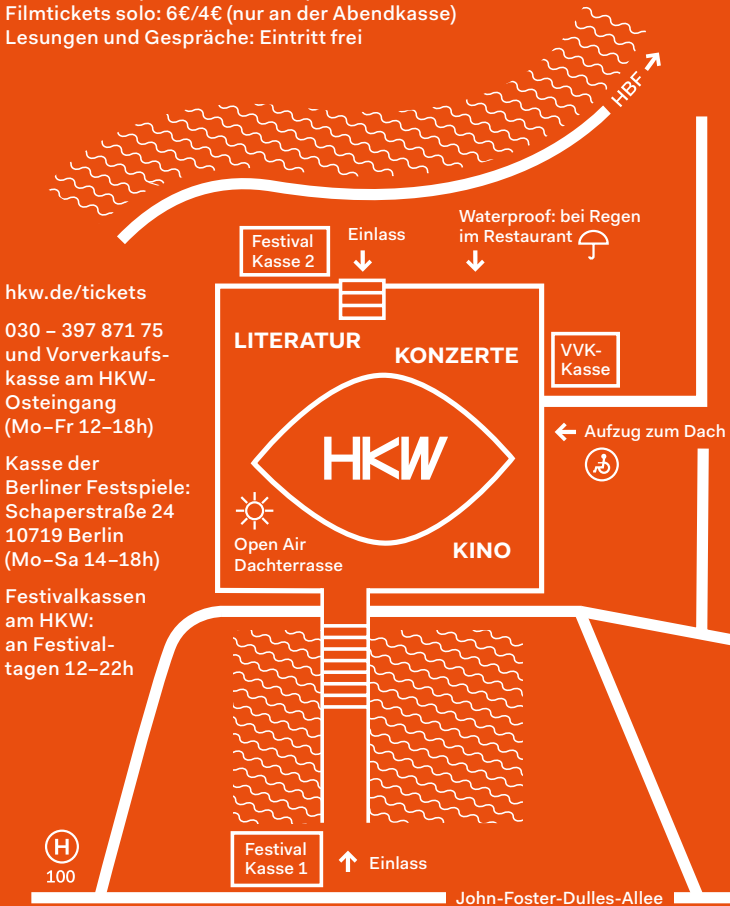 Filmtickets solo: 6€/4€ (nur an der Abendkasse)
Lesungen und Gespräche: Eintritt frei
HBF
Waterproof: bei Regen
im Restaurant
Einlass
Festival
Kasse 2
hkw.de/tickets
030 – 397 871 75
und Vorverkaufs-
kasse am HKW-
Osteingang
(Mo–Fr 12–18h)
Kasse der
Berliner Festspiele:
Schaperstraße 24
10719 Berlin
(Mo–Sa 14–18h)
Festivalkassen
am HKW:
an Festival-
tagen 12–22h
LITERATUR
KONZERTE
VVK-
Kasse
HKW
Aufzug zum Dach
Open Air
Dachterrasse
KINO
H
100
Festival
Kasse 1
Einlass
John-Foster-Dulles-Allee